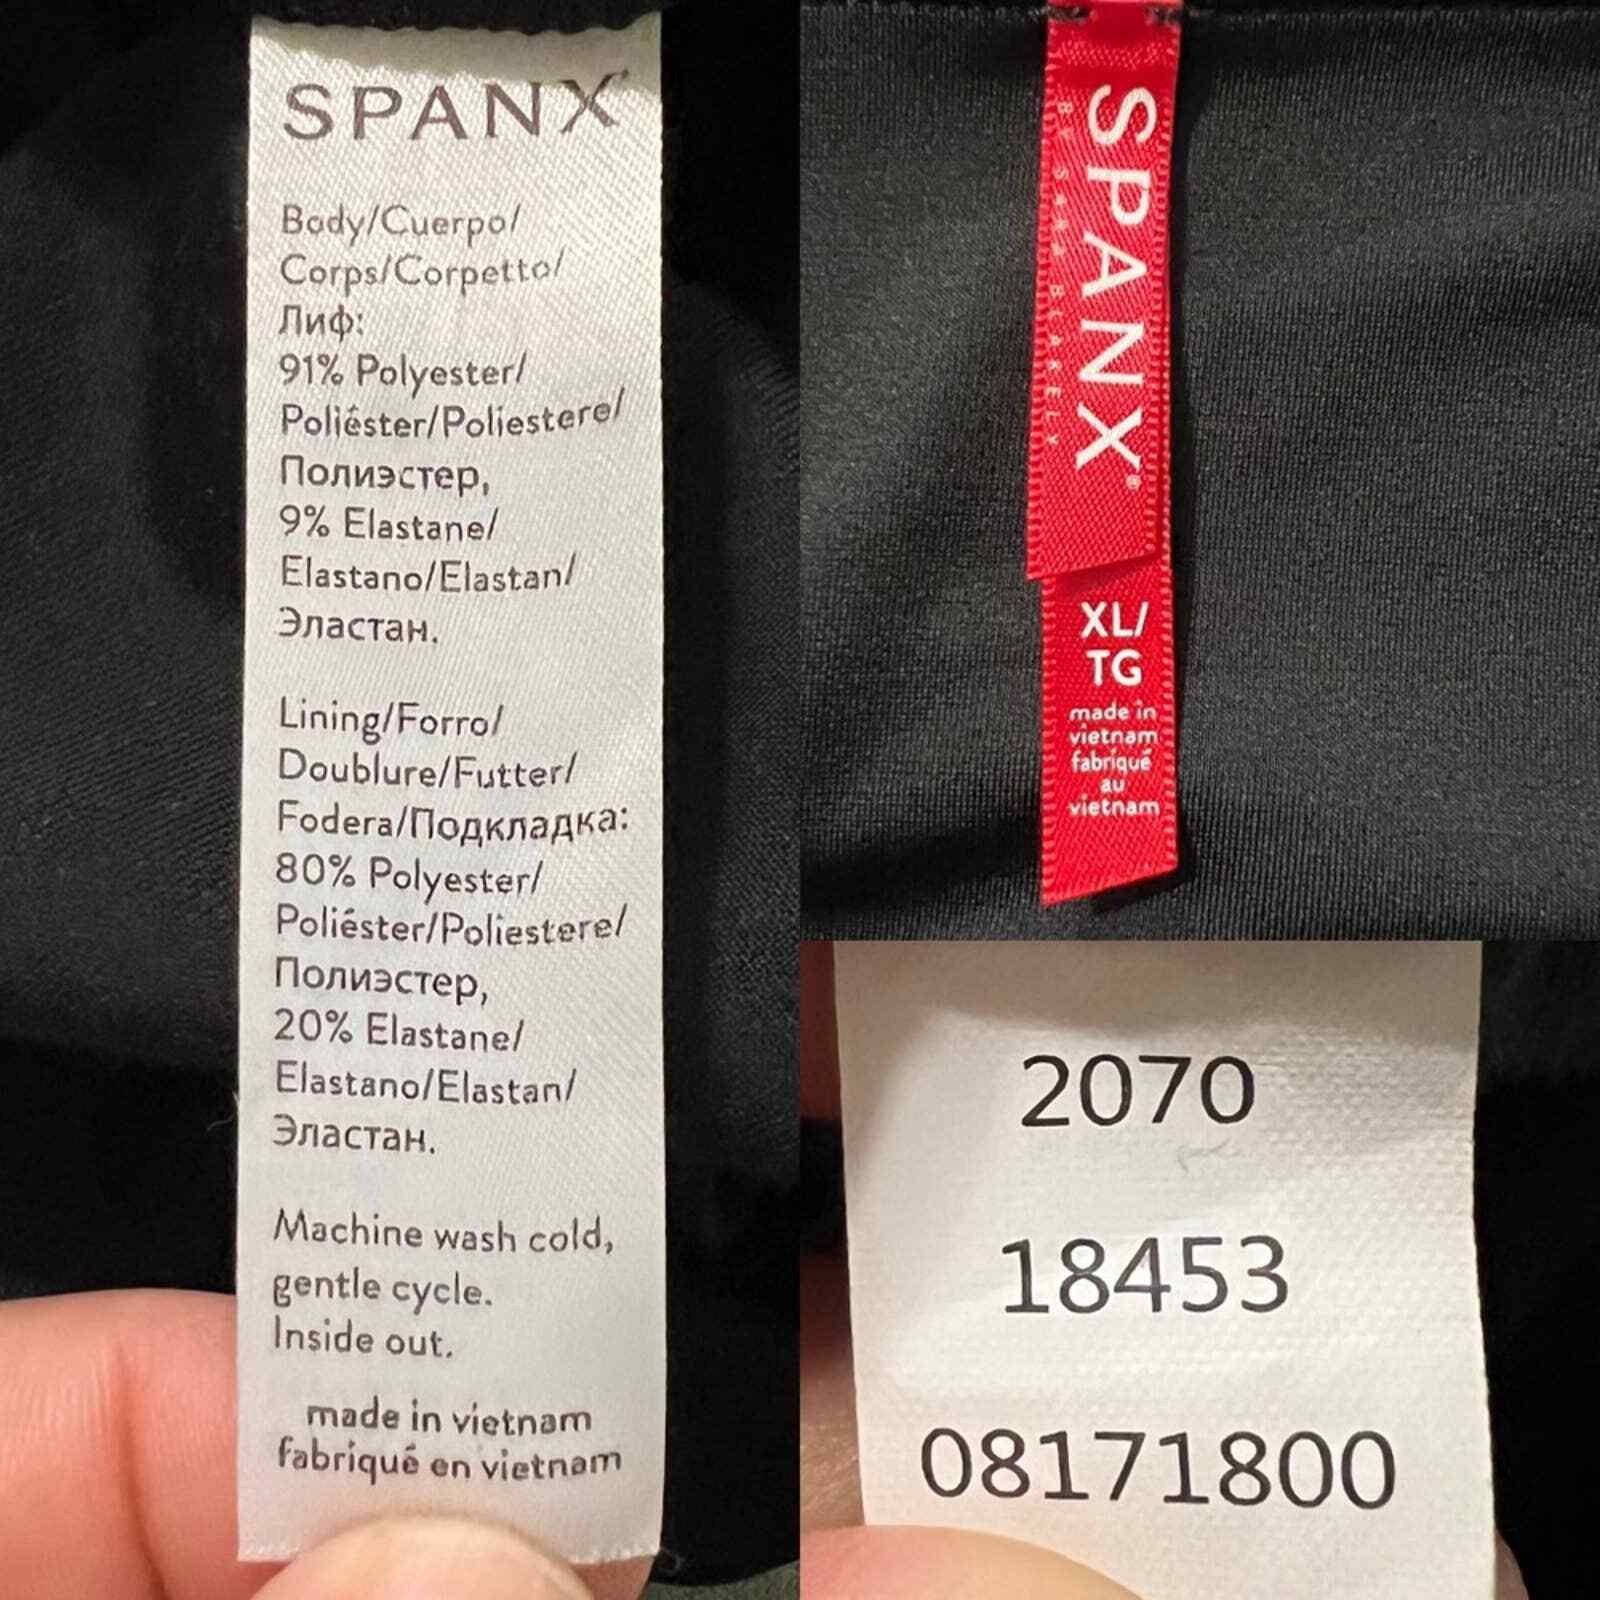 SPANX
Body/Cuerpo/
Corps/Corpetto/
Лиф:
91% Polyester/
Poliéster/Poliestere/
Полиэстер,
9% Elastane/
Elastano/Elastan/
Эластан.
Lining/Forro/
Doublure/Futter/
Fodera/Подкладка:
80% Polyester/
Poliéster/Poliestere/
Полиэстер,
20% Elastane/
Elastano/Elastan/
Эластан.
Machine wash cold,
gentle cycle.
Inside out.
made in vietnam
fabriqué en vietnam
SPANX®
BY SARA BLAKELY
XL/
TG
made in
vietnam
fabriqué
au
vietnam
2070
18453
08171800